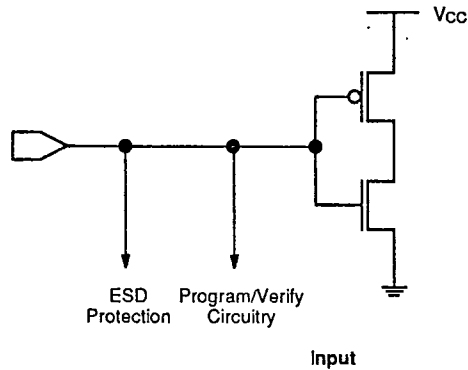 VCC
ESD
Protection
Program/Verify
Circuitry
Input